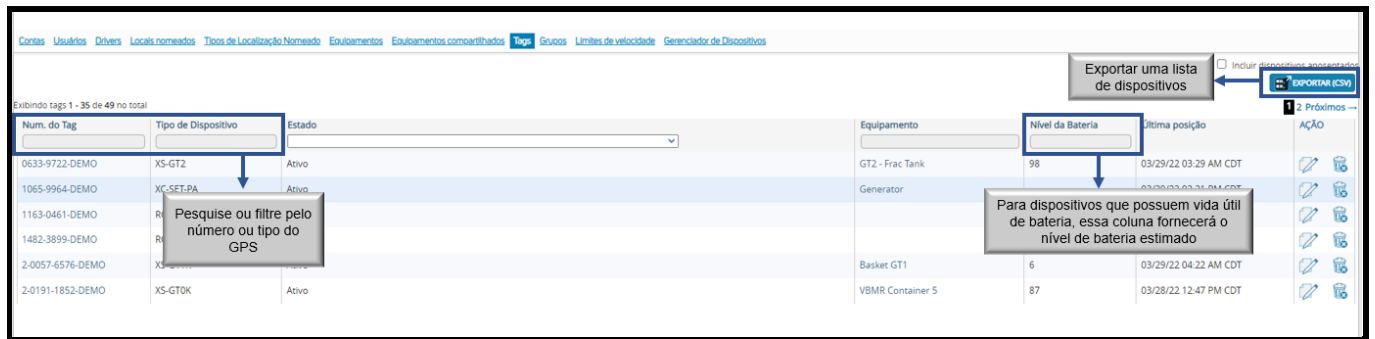 Contas Usuários Drivers Locais nomeados Tipos de Localização Nomeado Equipamentos Equipamentos compartilhados Tags Grupos Limites de velocidade Gerenciador de Dispositivos
Incluir dispositivos aposentados
Exportar uma lista
de dispositivos
EXPORTAR (CSV)
Exibindo tags 1 - 35 de 49 no total
1 2 Próximos →
Num. do Tag Tipo de Dispositivo Estado Equipamento Nível da Bateria Última posição AÇÃO
0633-9722-DEMO XS-GT2 Ativo GT2 - Frac Tank 98 03/29/22 03:29 AM CDT
1065-9964-DEMO XC-SET-PA Ativo Generator
1163-0461-DEMO
1482-3899-DEMO
Pesquise ou filtre pelo
número ou tipo do
GPS
Para dispositivos que possuem vida útil
de bateria, essa coluna fornecerá o
nível de bateria estimado
2-0057-6576-DEMO Basket GT1 6 03/29/22 04:22 AM CDT
2-0191-1852-DEMO XS-GT0K Ativo VBMR Container 5 87 03/28/22 12:47 PM CDT